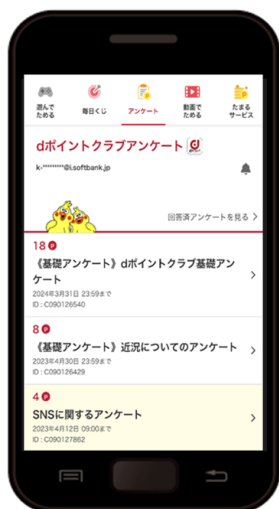 遊んで
ためる
毎日くじ
アンケート
動画で
ためる
たまる
サービス
dポイントクラブアンケート
k-********@i.softbank.jp
回答済アンケートを見る
18 P
《基礎アンケート》dポイントクラブ基礎アン
ケート
2024年3月31日 23:59まで
ID : C090126540
8 P
《基礎アンケート》近況についてのアンケート
2023年4月30日 23:59まで
ID : C090126429
4 P
SNSに関するアンケート
2023年4月12日 09:00まで
ID : C090127862